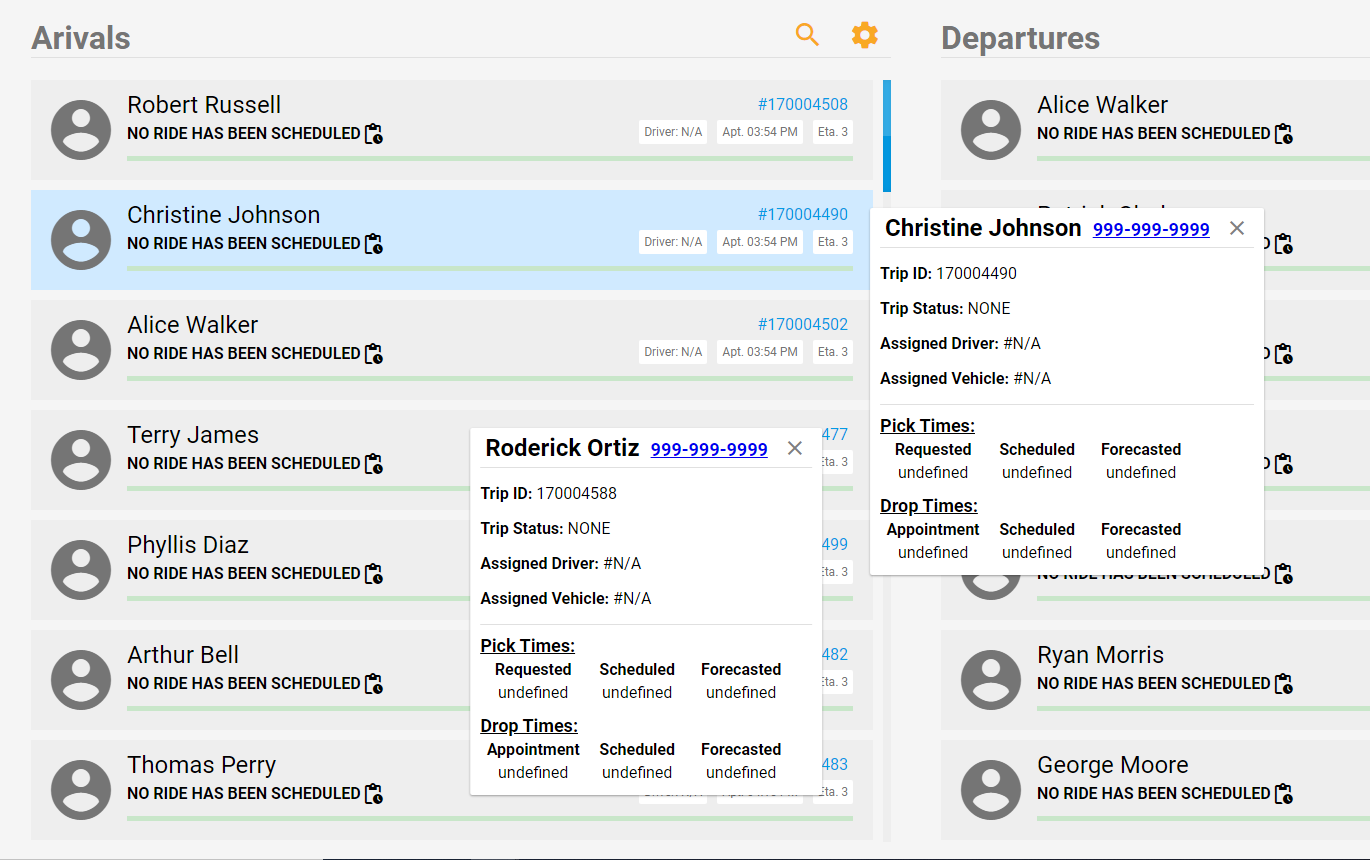 Arivals
Robert Russell
#170004508
NO RIDE HAS BEEN SCHEDULED
Driver: N/A
Apt. 03:54 PM
Eta. 3
Christine Johnson
#170004490
NO RIDE HAS BEEN SCHEDULED
Driver: N/A
Apt. 03:54 PM
Eta. 3
Alice Walker
#170004502
NO RIDE HAS BEEN SCHEDULED
Driver: N/A
Apt. 03:54 PM
Eta. 3
Terry James
477
NO RIDE HAS BEEN SCHEDULED
Eta. 3
Phyllis Diaz
499
NO RIDE HAS BEEN SCHEDULED
Eta. 3
Arthur Bell
482
NO RIDE HAS BEEN SCHEDULED
Eta. 3
Thomas Perry
483
NO RIDE HAS BEEN SCHEDULED
Eta. 3
Roderick Ortiz 999-999-9999
Trip ID: 170004588
Trip Status: NONE
Assigned Driver: #N/A
Assigned Vehicle: #N/A
Pick Times:
Requested Scheduled Forecasted
undefined undefined undefined
Drop Times:
Appointment Scheduled Forecasted
undefined undefined undefined
Departures
Alice Walker
NO RIDE HAS BEEN SCHEDULED
Christine Johnson 999-999-9999
Trip ID: 170004490
Trip Status: NONE
Assigned Driver: #N/A
Assigned Vehicle: #N/A
Pick Times:
Requested Scheduled Forecasted
undefined undefined undefined
Drop Times:
Appointment Scheduled Forecasted
undefined undefined undefined
NO RIDE HAS BEEN SCHEDULED
Ryan Morris
NO RIDE HAS BEEN SCHEDULED
George Moore
NO RIDE HAS BEEN SCHEDULED